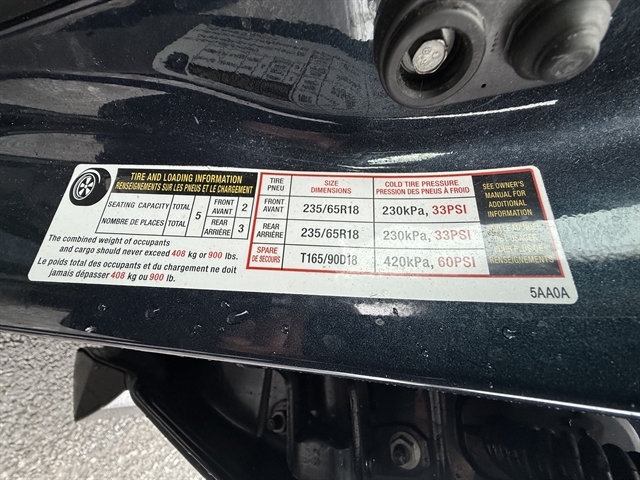 TIRE AND LOADING INFORMATION
RENSEIGNEMENTS SUR LES PNEUS ET LE CHARGEMENT
SEATING CAPACITY TOTAL 5 FRONT AVANT 2
NOMBRE DE PLACES TOTAL REAR ARRIÈRE 3
The combined weight of occupants
and cargo should never exceed 408 kg or 900 lbs.
Le poids total des occupants et du chargement ne doit
jamais dépasser 408 kg ou 900 lb.
TIRE PNEU SIZE DIMENSIONS COLD TIRE PRESSURE PRESSION DES PNEUS À FROID
FRONT AVANT 235/65R18 230kPa, 33PSI
REAR ARRIÈRE 235/65R18 230kPa, 33PSI
SPARE DE SECOURS T165/90D18 420kPa, 60PSI
SEE OWNER'S
MANUAL FOR
ADDITIONAL
INFORMATION
RENSEIGNEMENTS
5AA0A